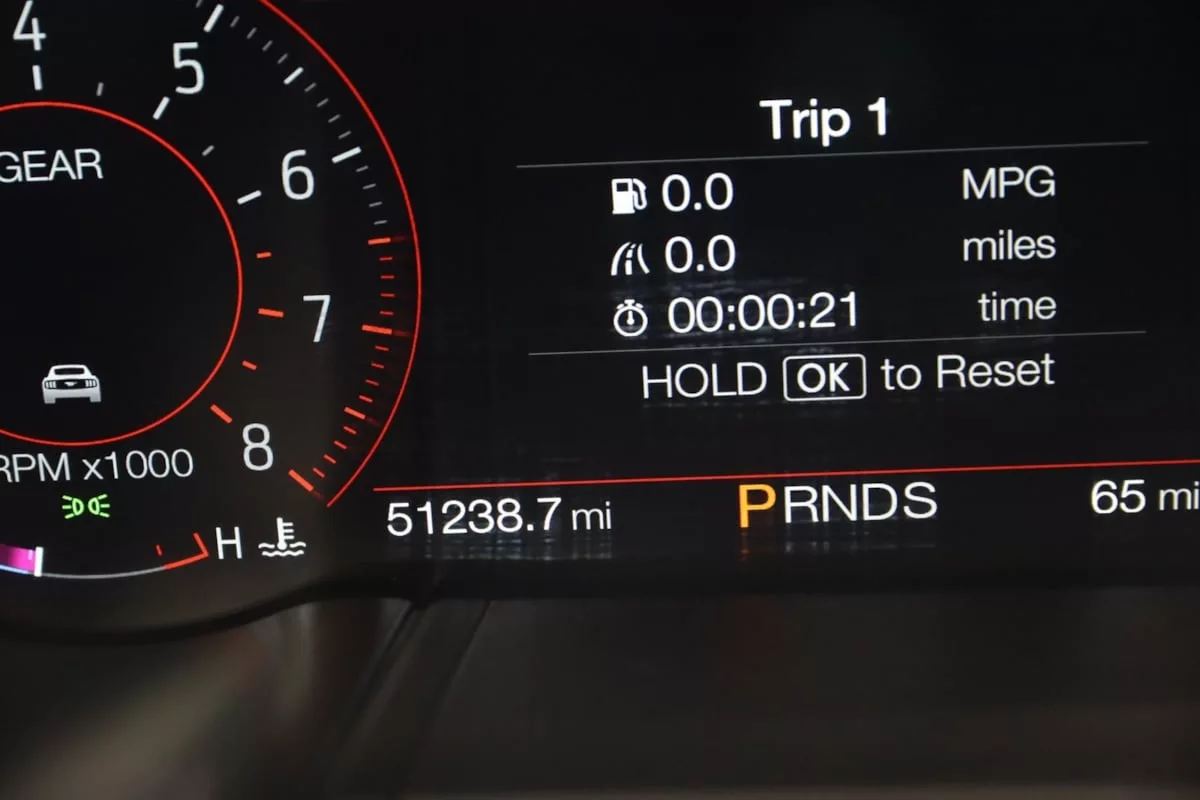 4
5
6
7
8
GEAR
RPM x1000
H
Trip 1
0.0 MPG
0.0 miles
00:00:21 time
HOLD OK to Reset
51238.7 mi PRNDS 65 mi